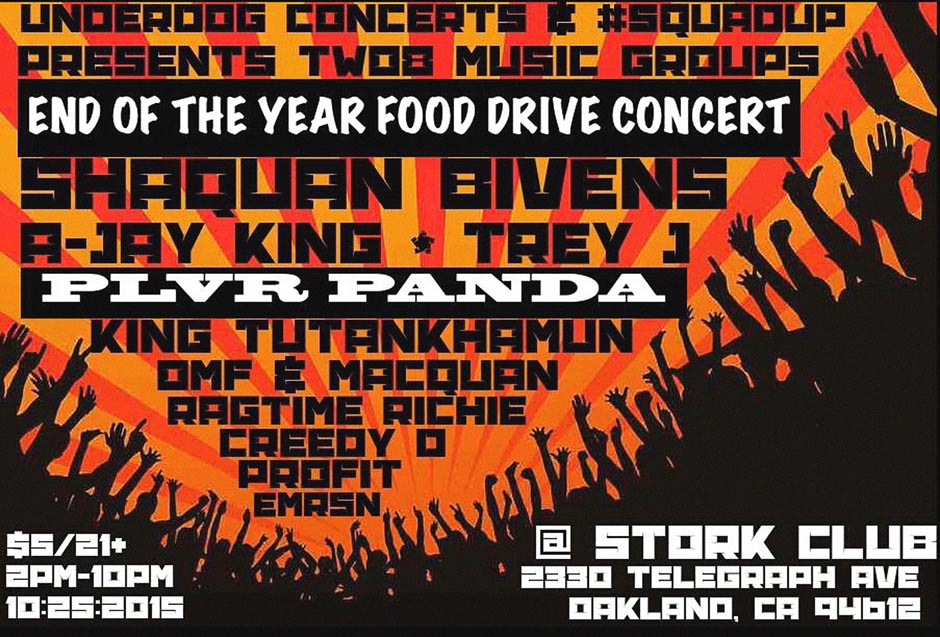 UNDERDOG CONCERTS & #SQUADUP
PRESENTS TWO8 MUSIC GROUPS
END OF THE YEAR FOOD DRIVE CONCERT
SHAQUAN BIVENS
A-JAY KING * TREY J
PLVR PANDA
KING TUTANKHAMUN
OMF & MACQUAN
RAGTIME RICHIE
CREEDY O
PROFIT
EMRSN
$5/21+
2PM-10PM
10:25:2015
@ STORK CLUB
2330 TELEGRAPH AVE
OAKLAND, CA 94612